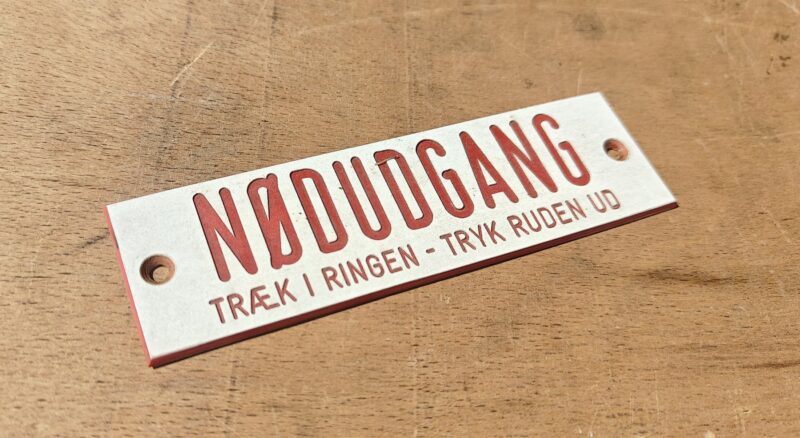 NØDUDGANG
TRÆK I RINGEN - TRYK RUDEN UD